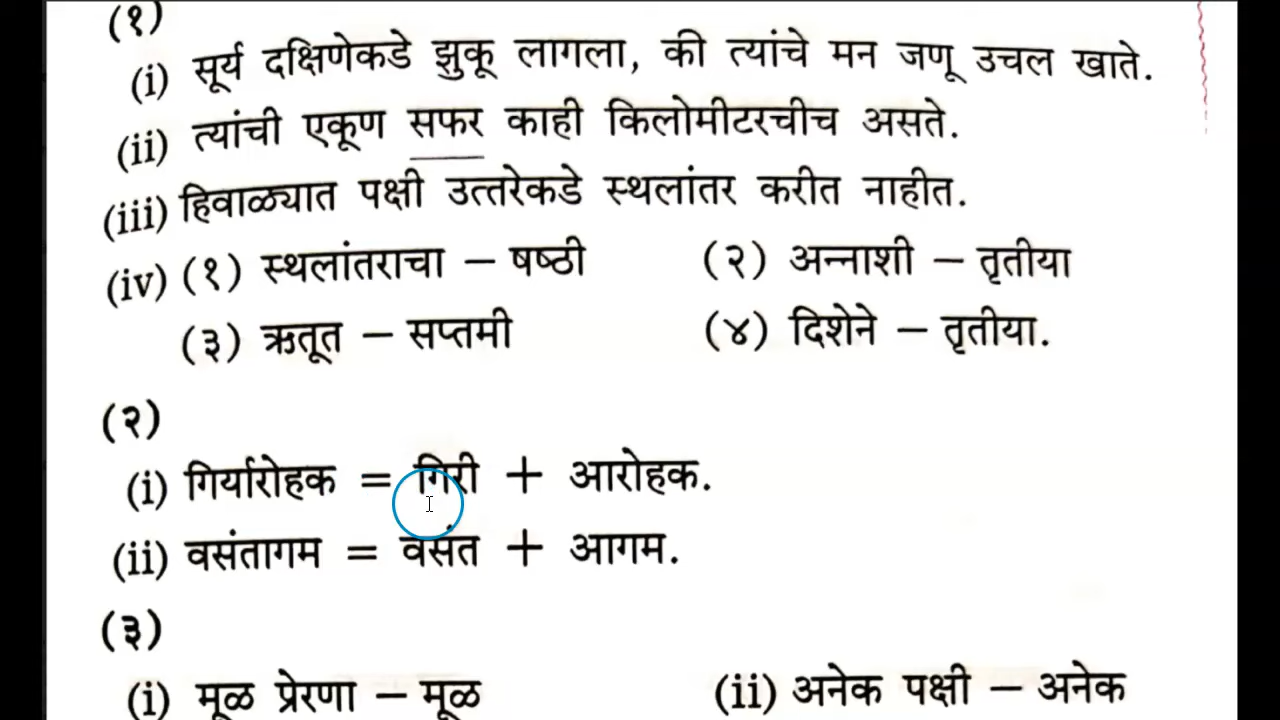 (१)
(i) सूर्य दक्षिणेकडे झुकू लागला, की त्यांचे मन जणू उचल खाते.
(ii) त्यांची एकूण सफर काही किलोमीटरचीच असते.
(iii) हिवाळ्यात पक्षी उत्तरेकडे स्थलांतर करीत नाहीत.
(iv) (१) स्थलांतराचा – षष्ठी (२) अन्नाशी – तृतीया
(३) ऋतूत – सप्तमी (४) दिशेने – तृतीया.
(२)
(i) गिर्यारोहक = गिरी + आरोहक.
(ii) वसंतागम = वसंत + आगम.
(३)
(i) मूळ प्रेरणा – मूळ (ii) अनेक पक्षी – अनेक